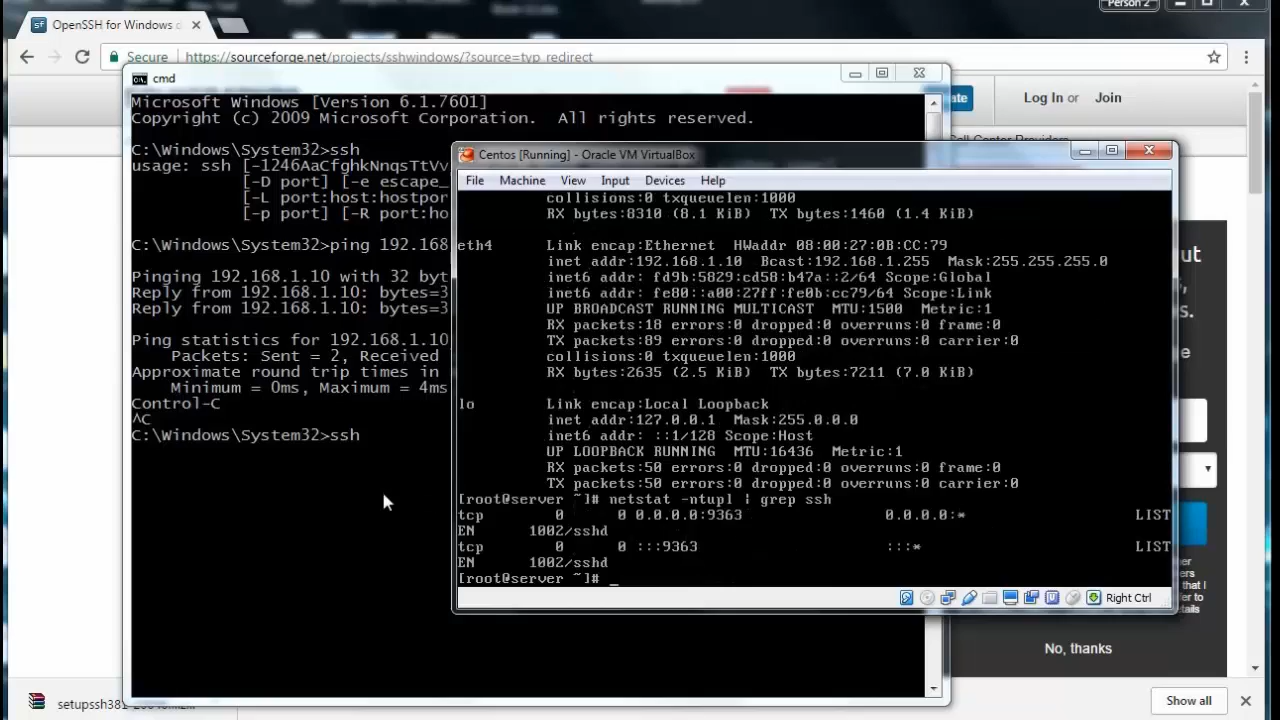 Person 2
OpenSSH for Windows
Secure
https://sourceforge.net/projects/sshwindows/?source=typ_redirect
Log In or Join
cmd
Microsoft Windows [Version 6.1.7601]
Copyright (c) 2009 Microsoft Corporation. All rights reserved.
C:\Windows\System32>ssh
usage: ssh [-1246AaCfghkNnqsTtVv
[-D port] [-e escape_
[-L port:host:hostpor
[-p port] [-R port:ho
C:\Windows\System32>ping 192.168
Pinging 192.168.1.10 with 32 byt
Reply from 192.168.1.10: bytes=3
Reply from 192.168.1.10: bytes=3
Ping statistics for 192.168.1.10
Packets: Sent = 2, Received
Approximate round trip times in
Minimum = 0ms, Maximum = 4ms
Control-C
^C
C:\Windows\System32>ssh
Centos [Running] - Oracle VM VirtualBox
File Machine View Input Devices Help
collisions:0 txqueuelen:1000
RX bytes:8310 (8.1 KiB) TX bytes:1460 (1.4 KiB)
eth4 Link encap:Ethernet HWaddr 08:00:27:0B:CC:79
inet addr:192.168.1.10 Bcast:192.168.1.255 Mask:255.255.255.0
inet6 addr: fd9b:5829:cd58:b47a::2/64 Scope:Global
inet6 addr: fe80::a00:27ff:fe0b:cc79/64 Scope:Link
UP BROADCAST RUNNING MULTICAST MTU:1500 Metric:1
RX packets:18 errors:0 dropped:0 overruns:0 frame:0
TX packets:89 errors:0 dropped:0 overruns:0 carrier:0
collisions:0 txqueuelen:1000
RX bytes:2635 (2.5 KiB) TX bytes:7211 (7.0 KiB)
lo Link encap:Local Loopback
inet addr:127.0.0.1 Mask:255.0.0.0
inet6 addr: ::1/128 Scope:Host
UP LOOPBACK RUNNING MTU:16436 Metric:1
RX packets:50 errors:0 dropped:0 overruns:0 frame:0
TX packets:50 errors:0 dropped:0 overruns:0 carrier:0
[root@server ~]# netstat -ntupl | grep ssh
tcp 0 0 0.0.0.0:9363 0.0.0.0:* LIST
EN 1002/sshd
tcp 0 0 :::9363 :::* LIST
EN 1002/sshd
[root@server ~]# _
Right Ctrl
No, thanks
Show all